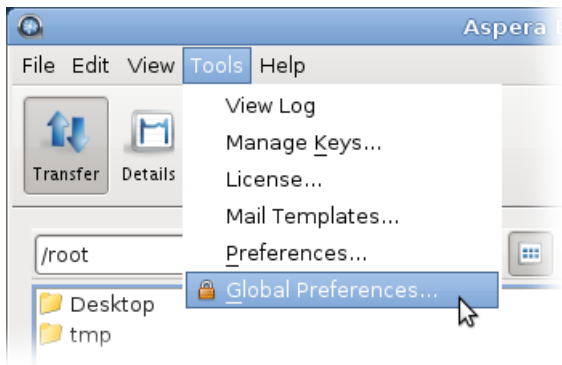 Aspera
File Edit View Tools Help
View Log
Manage Keys...
License...
Mail Templates...
Preferences...
Global Preferences...
Transfer Details
/root
Desktop
tmp